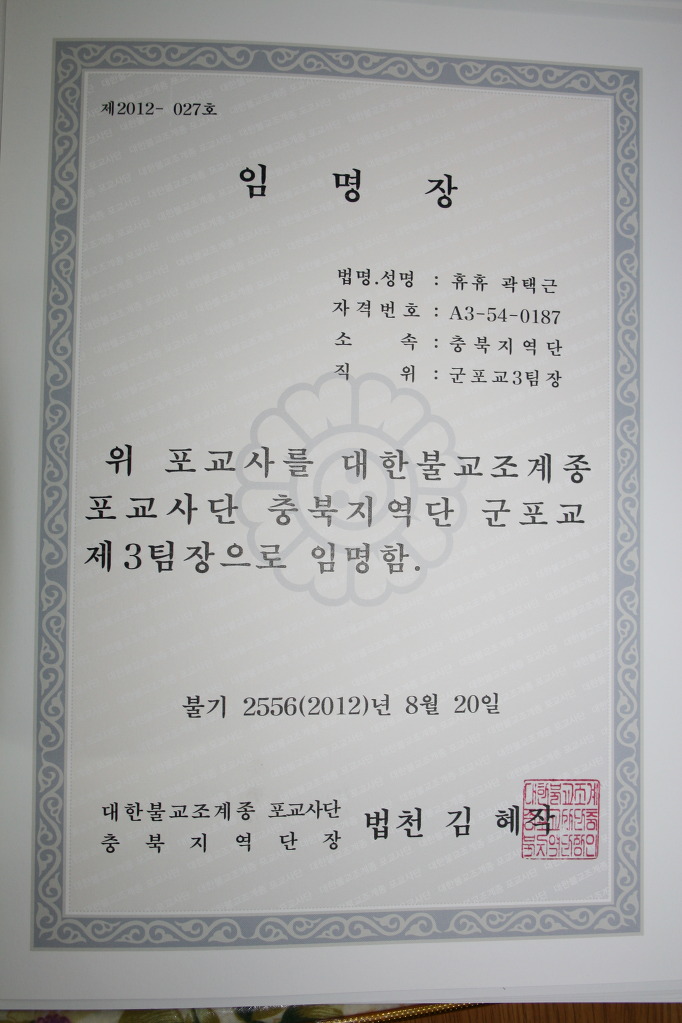 제2012- 027호
임 명 장
법명.성명 : 휴휴 곽택근
자격번호 : A3-54-0187
소 속 : 충북지역단
직 위 : 군포교3팀장
위 포교사를 대한불교조계종
포교사단 충북지역단 군포교
제3팀장으로 임명함.
불기 2556(2012)년 8월 20일
대한불교조계종 포교사단
충 북 지 역 단 장 법천 김 혜작